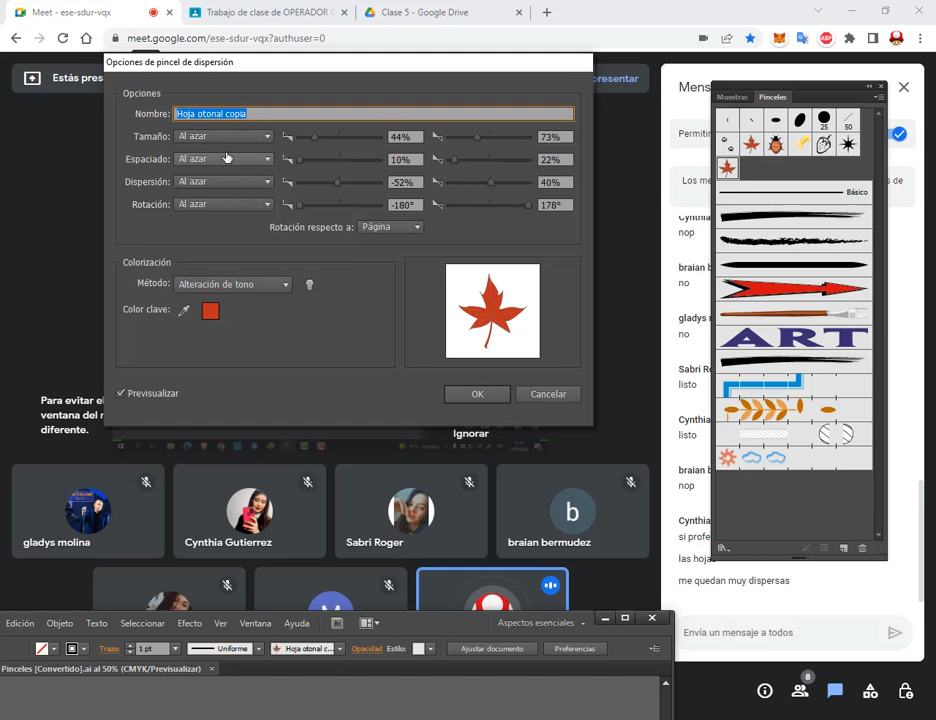 Meet - ese-sdur-vqx
Trabajo de clase de OPERADOR
Clase 5 - Google Drive
meet.google.com/ese-sdur-vqx?authuser=0
Estás pres
presentar
Mens
Opciones de pincel de dispersión
Opciones
Nombre: Hoja otonal copia
Tamaño: Al azar 44% 73%
Espaciado: Al azar 10% 22%
Dispersión: Al azar -52% 40%
Rotación: Al azar -180° 178°
Rotación respecto a: Página
Colorización
Método: Alteración de tono
Color clave:
Previsualizar
OK
Cancelar
Para evitar el
ventana del n
diferente.
Ignorar
Muestras Pinceles
25 50
Básico
ART
Permitir
Los me
s de
Cynthi
nop
braian b
no
gladys m
no
Sabri Ro
listo
Cynthia
listo
braian b
nop
Cynthia
si profe
las hojas
me quedan muy dispersas
Envía un mensaje a todos
gladys molina
Cynthia Gutierrez
Sabri Roger
b
braian bermudez
8
Edición Objeto Texto Seleccionar Efecto Ver Ventana Ayuda Br Aspectos esenciales
Trazo: 1 pt Uniforme Hoja otonal c... Opacidad Estilo: Ajustar documento Preferencias
Pinceles [Convertido].ai al 50% (CMYK/Previsualizar)